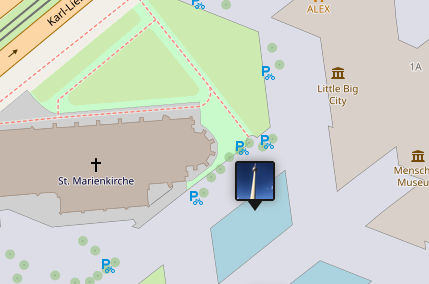 Karl-Lie
ALEX
1A
Little Big
City
St. Marienkirche
Mensch
Museu